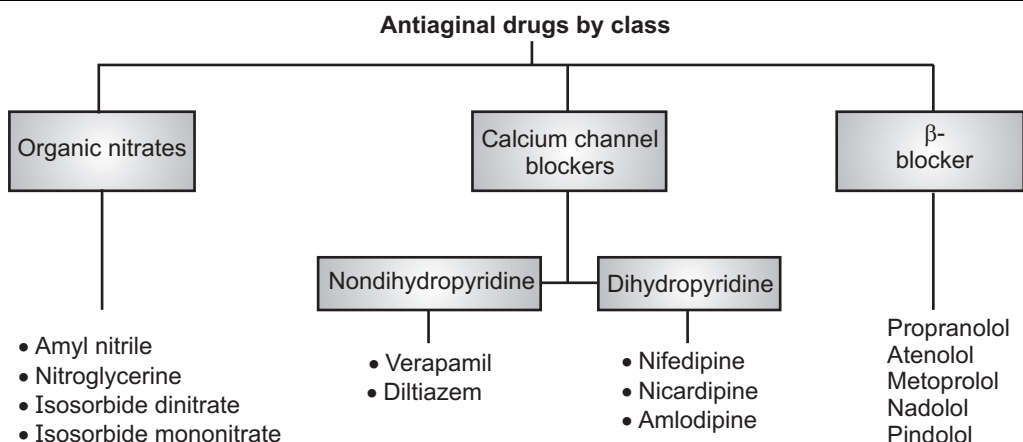 Antiaginal drugs by class
Organic nitrates
Calcium channel
blockers
β-
blocker
Nondihydropyridine
Dihydropyridine
• Amyl nitrile
• Nitroglycerine
• Isosorbide dinitrate
• Isosorbide mononitrate
• Verapamil
• Diltiazem
• Nifedipine
• Nicardipine
• Amlodipine
Propranolol
Atenolol
Metoprolol
Nadolol
Pindolol